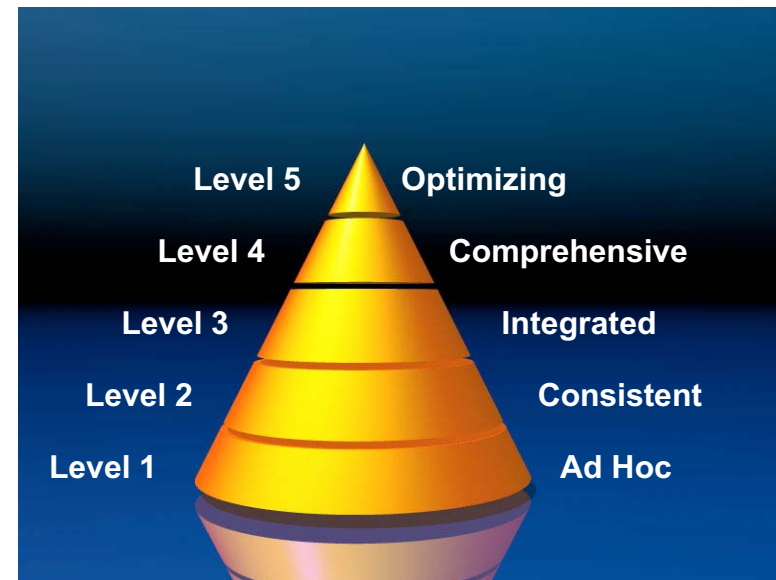 Level 5 Optimizing
Level 4 Comprehensive
Level 3 Integrated
Level 2 Consistent
Level 1 Ad Hoc